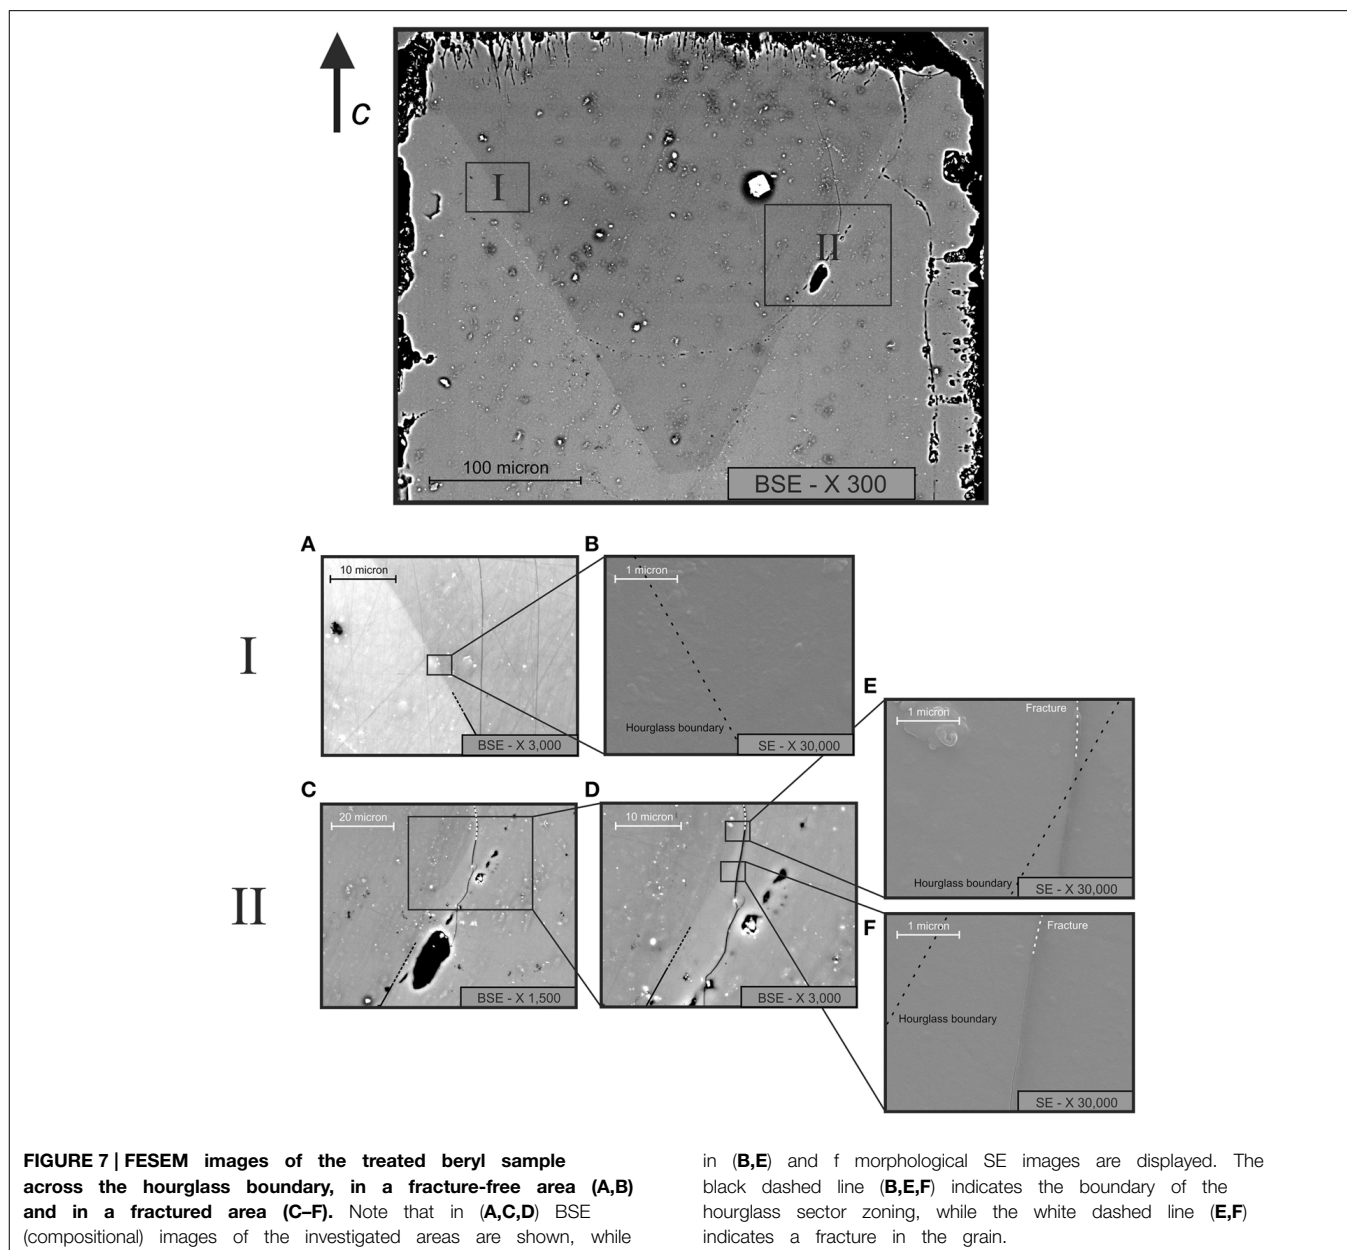 c
I
II
100 micron
BSE - X 300
A
B
10 micron
1 micron
I
Hourglass boundary
BSE - X 3,000
SE - X 30,000
E
1 micron
Fracture
C
D
20 micron
10 micron
Hourglass boundary
SE - X 30,000
II
F
1 micron
Fracture
BSE - X 1,500
BSE - X 3,000
Hourglass boundary
SE - X 30,000
FIGURE 7 | FESEM images of the treated beryl sample
across the hourglass boundary, in a fracture-free area (A,B)
and in a fractured area (C–F). Note that in (A,C,D) BSE
(compositional) images of the investigated areas are shown, while
in (B,E) and f morphological SE images are displayed. The
black dashed line (B,E,F) indicates the boundary of the
hourglass sector zoning, while the white dashed line (E,F)
indicates a fracture in the grain.